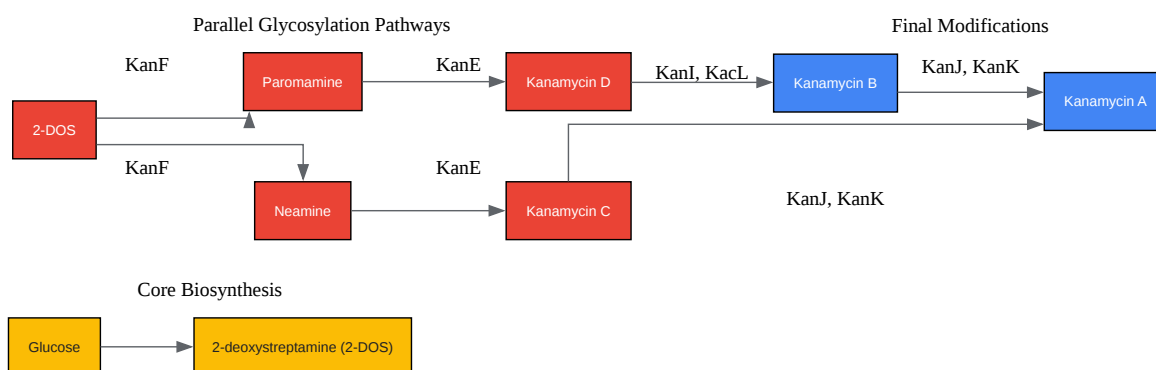 Parallel Glycosylation Pathways
Final Modifications
KanF
Paromamine
KanE
Kanamycin D
KanI, KacL
Kanamycin B
KanJ, KanK
Kanamycin A
2-DOS
KanF
Neamine
KanE
Kanamycin C
KanJ, KanK
Core Biosynthesis
Glucose
2-deoxystreptamine (2-DOS)